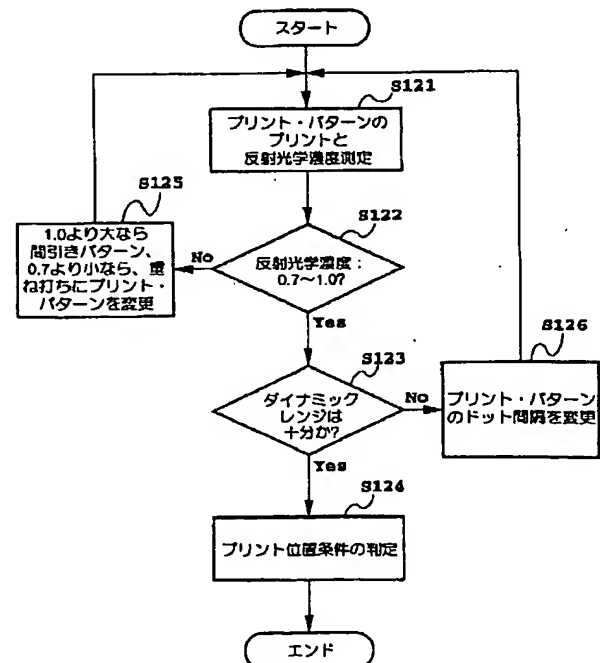 スタート
S121
プリント・パターンの
プリントと
反射光学濃度測定
S125
1.0より大なら
間引きパターン、
0.7より小なら、重
ね打ちにプリント・
パターンを変更
S122
No
反射光学濃度:
0.7〜1.0?
Yes
S123
ダイナミック
レンジは
十分か?
No
S126
プリント・パターン
のドット間隔を変更
Yes
S124
プリント位置条件の判定
エンド